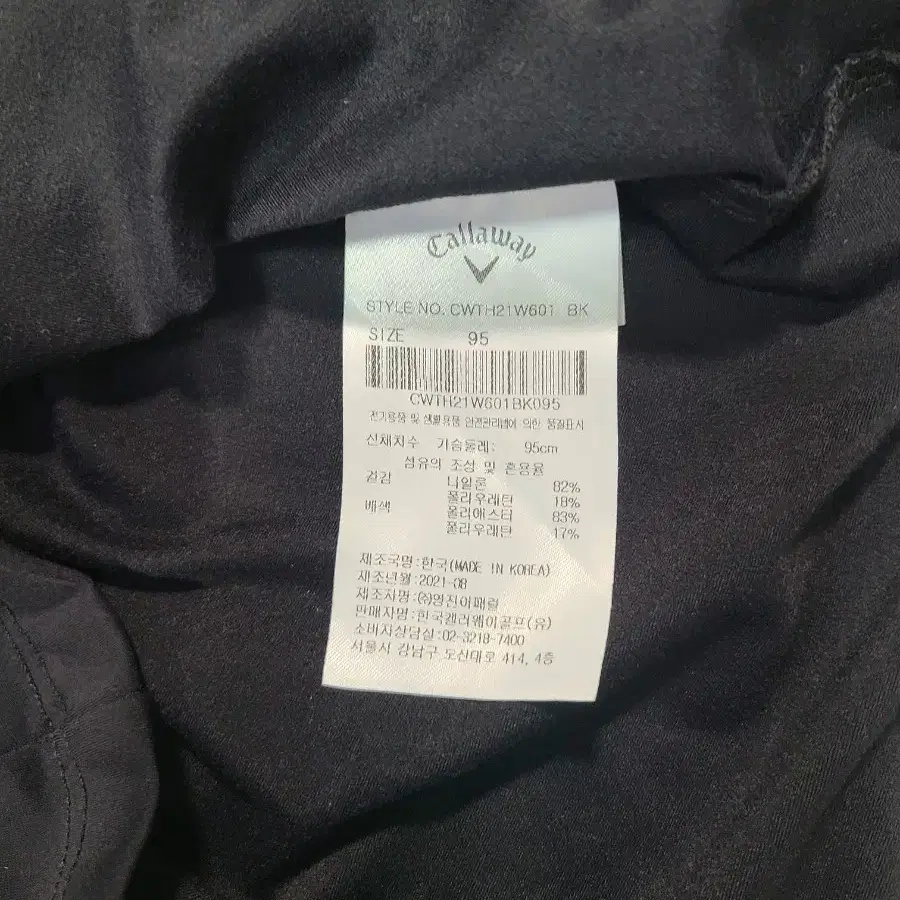 Callaway
STYLE NO. CWTH21W601 BK
SIZE 95
CWTH21W601BK095
전기용품 및 생활용품 안전관리법에 의한 품질표시
신체치수 가슴둘레: 95cm
섬유의 조성 및 혼용율
겉감 나일론 82%
폴리우레탄 18%
배색 폴리에스터 83%
폴리우레탄 17%
제조국명:한국(MADE IN KOREA)
제조년월:2021-08
제조자명:㈜영진어패럴
판매자명:한국캘러웨이골프(유)
소비자상담실:02-3218-7400
서울시 강남구 도산대로 414, 4층